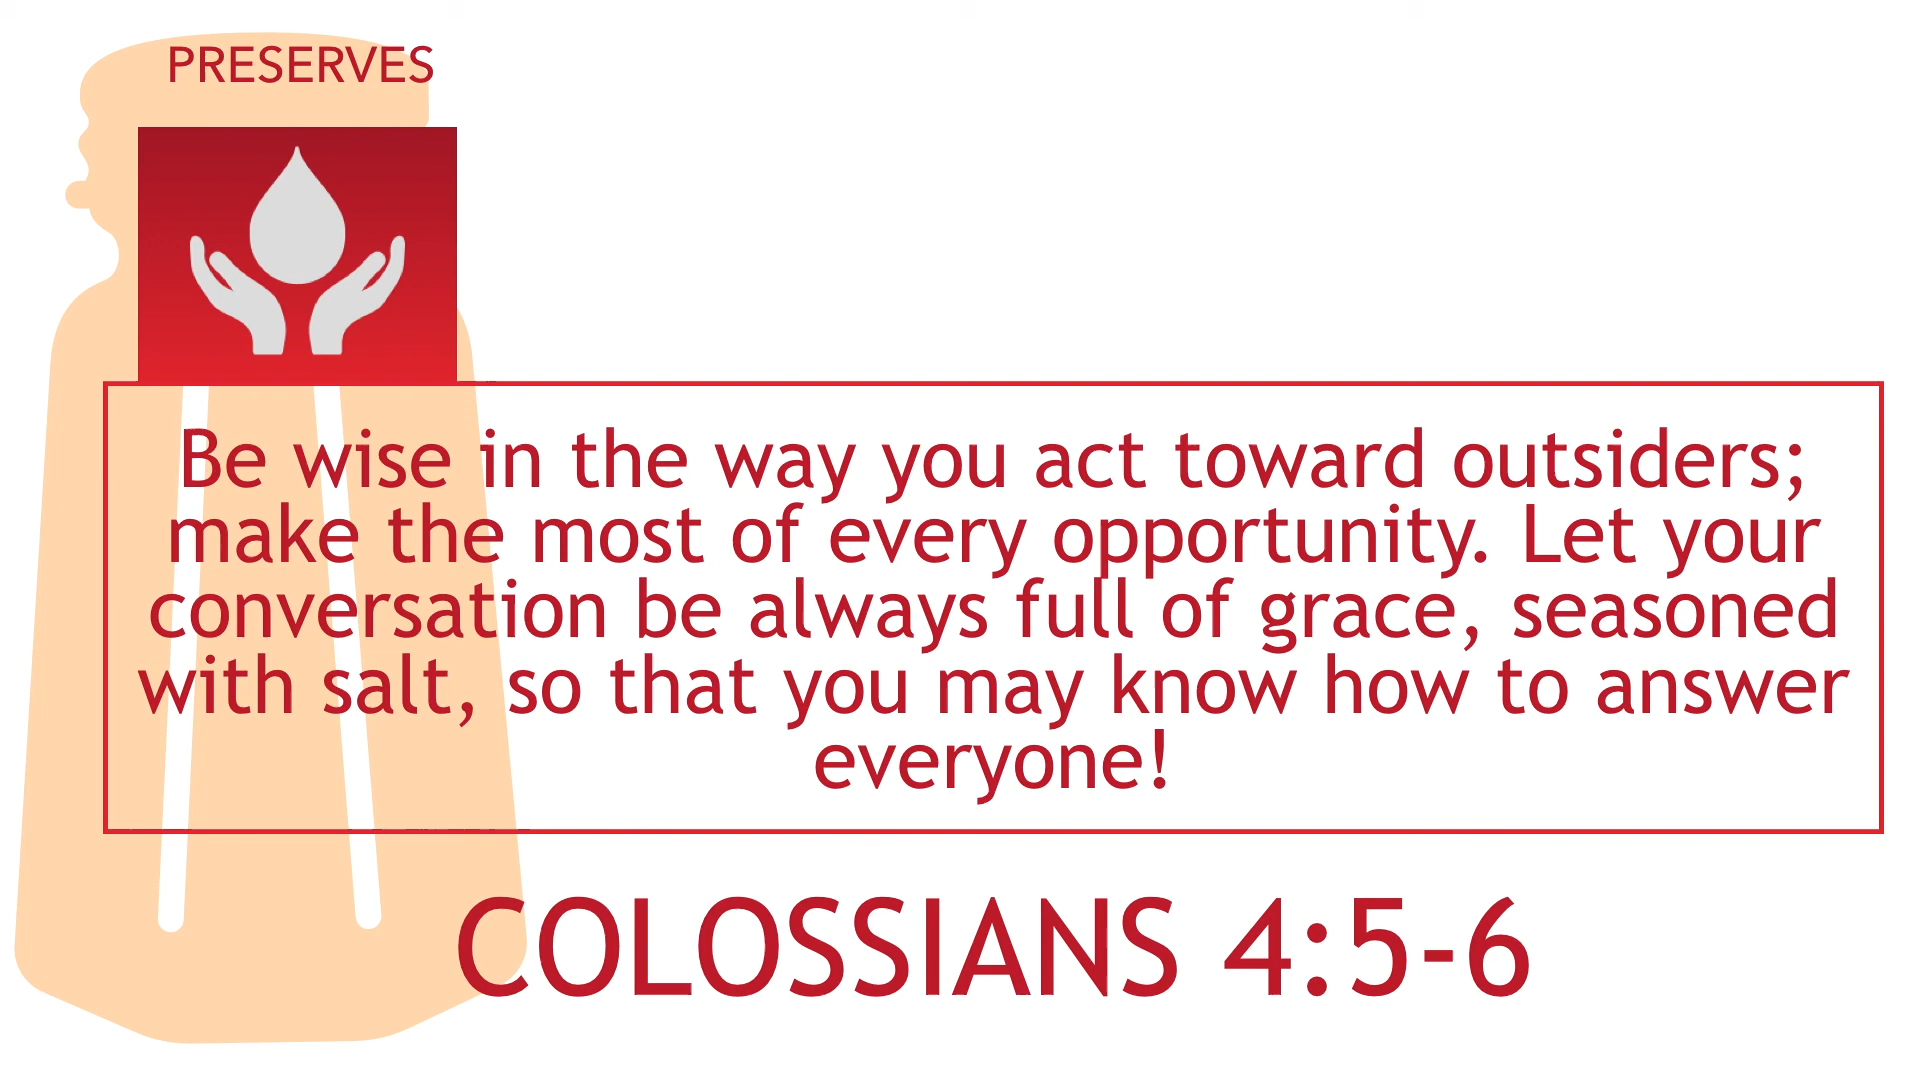 PRESERVES
Be wise in the way you act toward outsiders;
make the most of every opportunity. Let your
conversation be always full of grace, seasoned
with salt, so that you may know how to answer
everyone!
COLOSSIANS 4:5-6